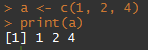 > a <- c(1, 2, 4)
> print(a)
[1] 1 2 4